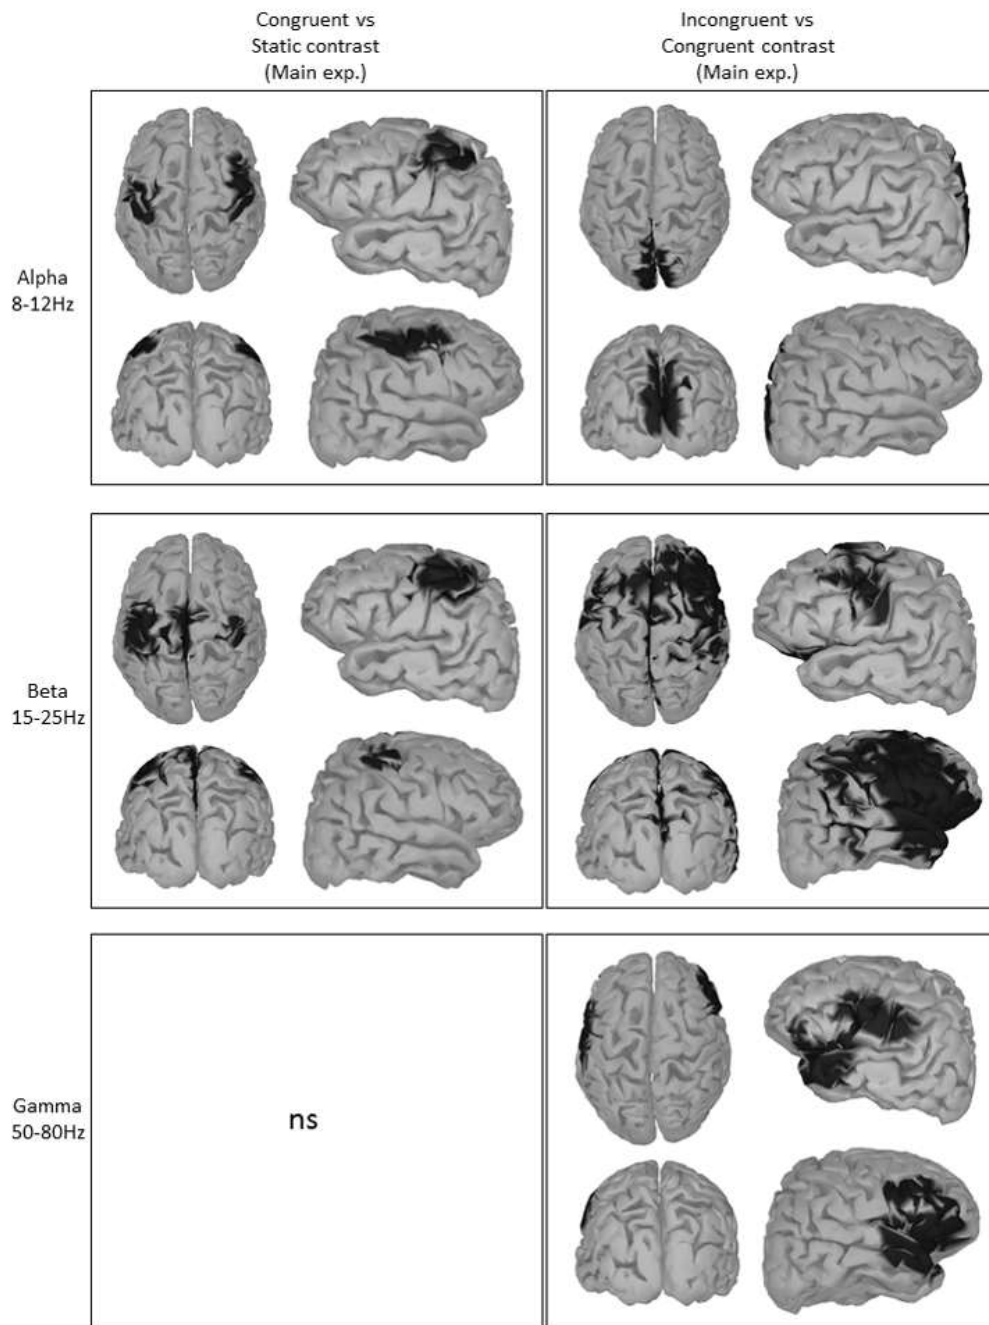 Congruent vs
Static contrast
(Main exp.)
Incongruent vs
Congruent contrast
(Main exp.)
Alpha
8-12Hz
Beta
15-25Hz
Gamma
50-80Hz
ns